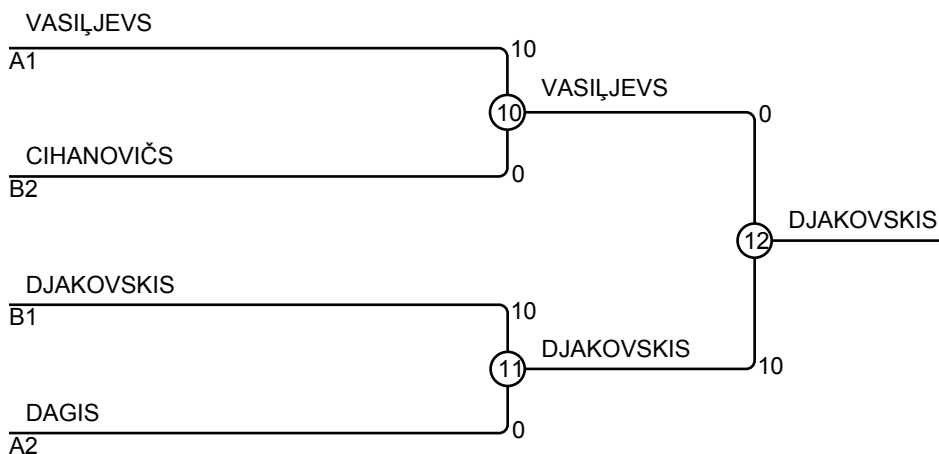 VASIĻJEVS
A1
10
10
VASIĻJEVS
0
CIHANOVIČS
B2
0
12
DJAKOVSKIS
DJAKOVSKIS
B1
10
11
DJAKOVSKIS
10
DAGIS
A2
0